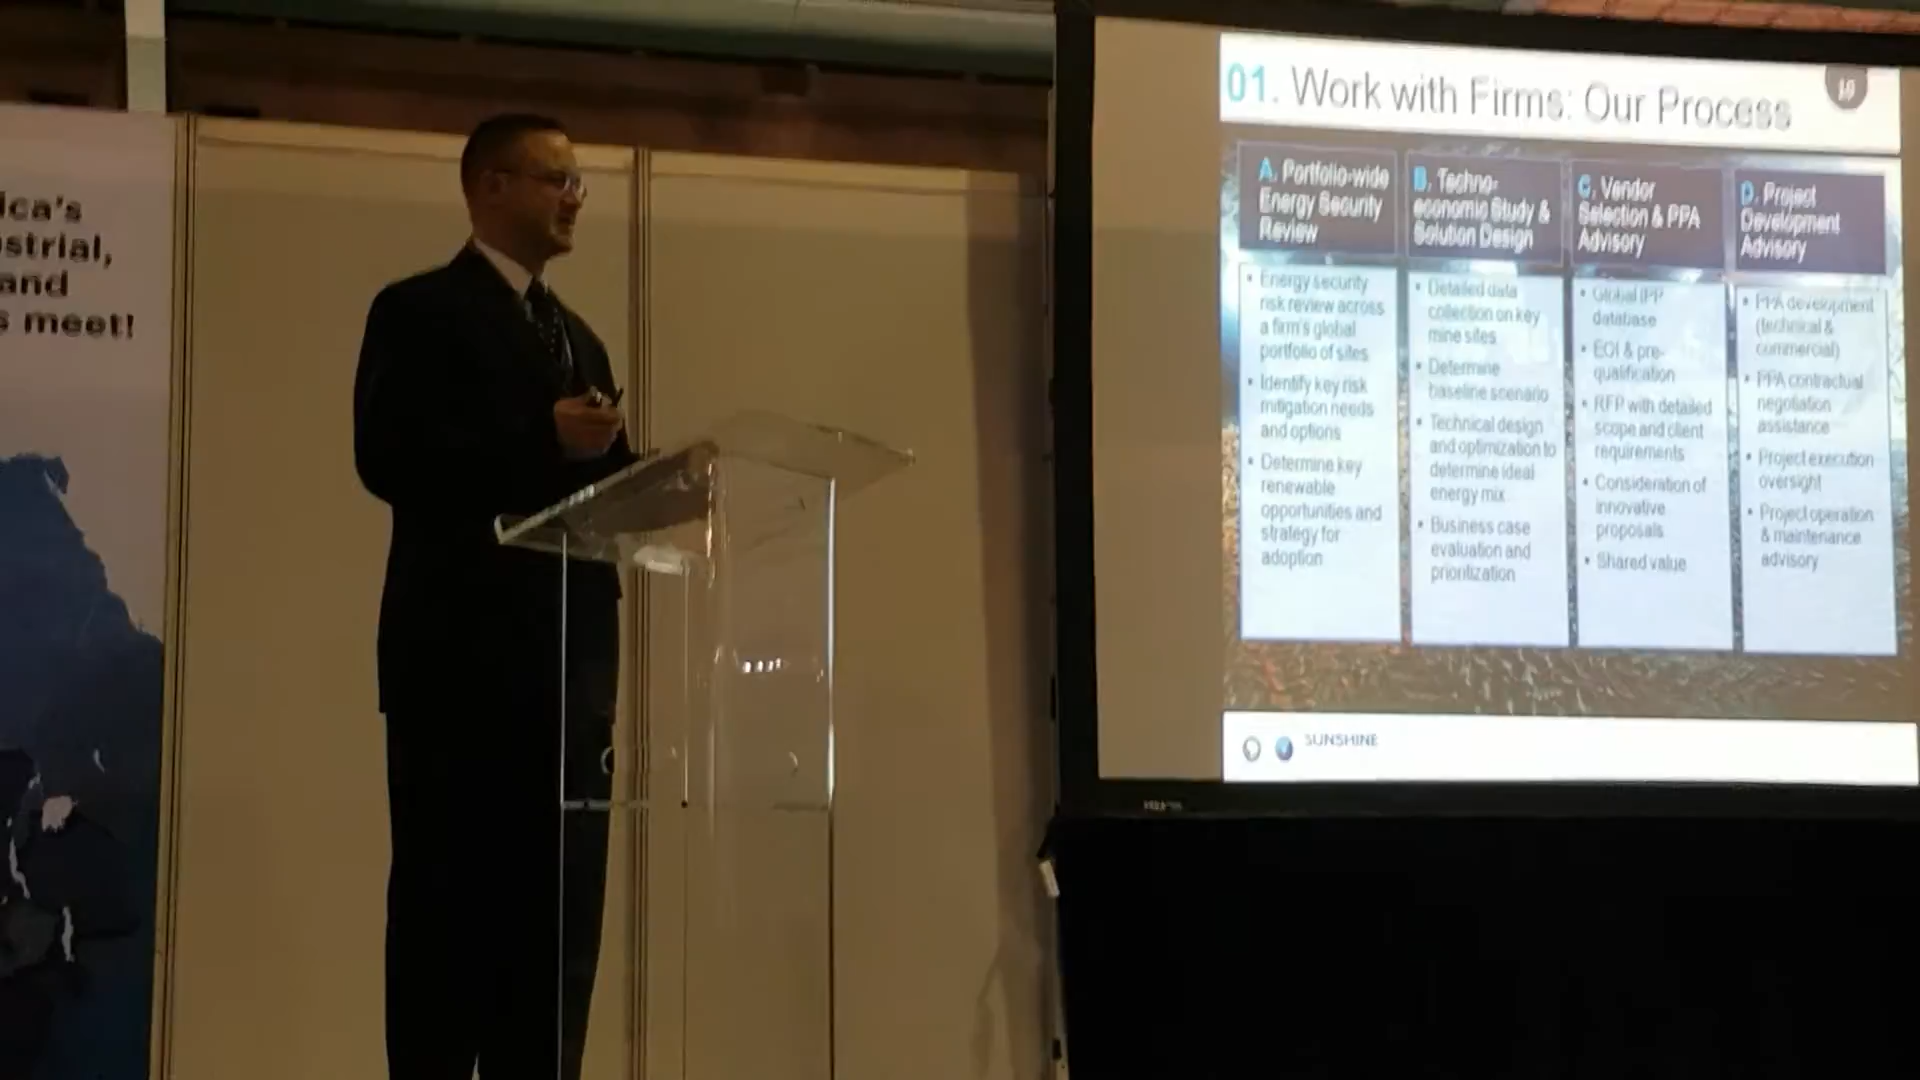 ica's
strial,
and
s meet!
01. Work with Firms: Our Process
A. Portfolio-wide
Energy Security
Review
• Energy security
risk review across
a firm's global
portfolio of sites
• Identify key risk
mitigation needs
and options
• Determine key
renewable
opportunities and
strategy for
adoption
B. Techno-
economic Study &
Solution Design
• Detailed data
collection on key
mine sites
• Determine
baseline scenario
• Technical design
and optimization to
determine ideal
energy mix
• Business case
evaluation and
prioritization
C. Vendor
Selection & PPA
Advisory
• Global IPP
database
• EOI & pre-
qualification
• RFP with detailed
scope and client
requirements
• Consideration of
innovative
proposals
• Shared value
D. Project
Development
Advisory
• PPA development
(technical &
commercial)
• PPA contractual
negotiation
assistance
• Project execution
oversight
• Project operation
& maintenance
advisory
SUNSHINE